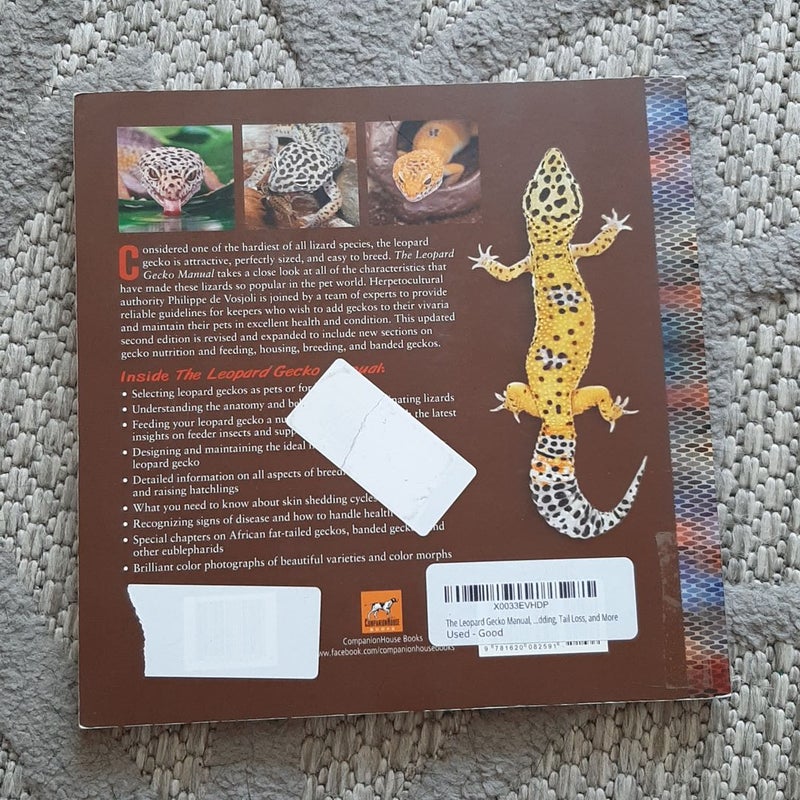 Considered one of the hardiest of all lizard species, the leopard
gecko is attractive, perfectly sized, and easy to breed. The Leopard
Gecko Manual takes a close look at all of the characteristics that
have made these lizards so popular in the pet world. Herpetocultural
authority Philippe de Vosjoli is joined by a team of experts to provide
reliable guidelines for keepers who wish to add geckos to their vivaria
and maintain their pets in excellent health and condition. This updated
second edition is revised and expanded to include new sections on
gecko nutrition and feeding, housing, breeding, and banded geckos.
Inside The Leopard Gecko Manual:
• Selecting leopard geckos as pets or for
• Understanding the anatomy and lizards
• Feeding your leopard gecko a the latest
insights on feeder insects and
• Designing and maintaining the ideal
leopard gecko
• Detailed information on all aspects of
and raising hatchlings
• What you need to know about skin shedding cycles
• Recognizing signs of disease and how to handle
• Special chapters on African fat-tailed geckos, banded and
other eublepharids
• Brilliant color photographs of beautiful varieties and color morphs
COMPANIONHOUSE
BOOKS
CompanionHouse Books
www.facebook.com/companionhousebooks
X0033EVHDP
The Leopard Gecko Manual, ...dding, Tail Loss, and More
Used - Good
9 781620 082591